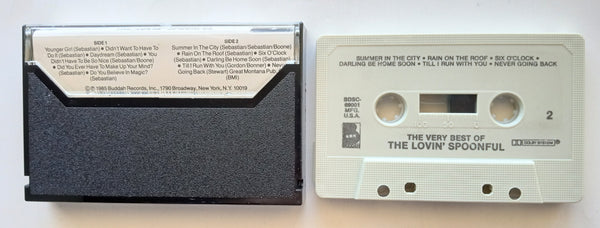 SIDE 1
Younger Girl (Sebastian) • Didn't Want To Have To
Do It (Sebastian) • Daydream (Sebastian) • You
Didn't Have To Be So Nice (Sebastian/Boone)
• Did You Ever Have To Make Up Your Mind?
(Sebastian) • Do You Believe In Magic?
(Sebastian)
SIDE 2
Summer In The City (Sebastian/Sebastian/Boone)
• Rain On The Roof (Sebastian) • Six O'Clock
(Sebastian) • Darling Be Home Soon (Sebastian)
• Till I Run With You (Gordon/Bonner) • Never
Going Back (Stewart) Great Montana Pub.
(BMI)
©℗ 1985 Buddah Records, Inc., 1790 Broadway, New York, N.Y. 10019
SUMMER IN THE CITY • RAIN ON THE ROOF • SIX O'CLOCK •
DARLING BE HOME SOON • TILL I RUN WITH YOU • NEVER GOING BACK
BDSC-
69001
MFG.
U.S.A.
2
THE VERY BEST OF
THE LOVIN' SPOONFUL
DOLBY SYSTEM